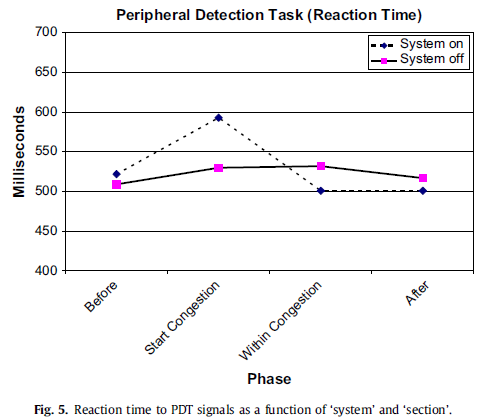 Peripheral Detection Task (Reaction Time)
700
650
600
550
500
450
400
Milliseconds
System on
System off
Before
Start Congestion
Within Congestion
After
Phase
Fig. 5. Reaction time to PDT signals as a function of ‘system’ and ‘section’.